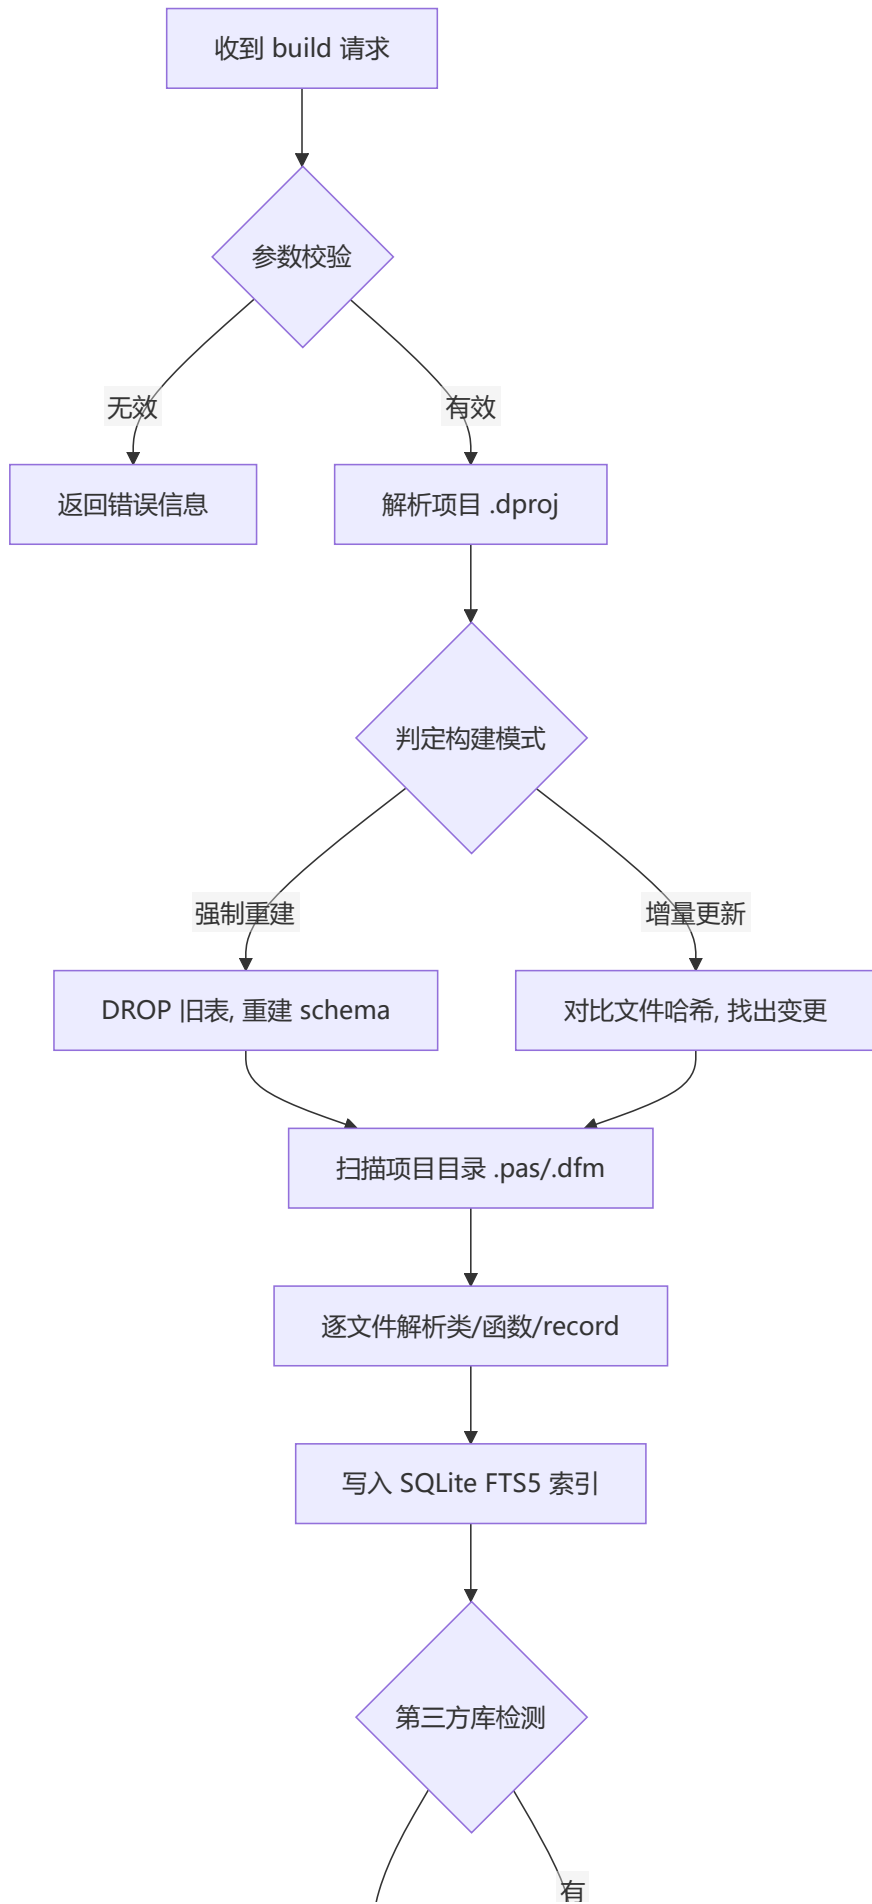 收到 build 请求
参数校验
无效
有效
返回错误信息
解析项目 .dproj
判定构建模式
强制重建
增量更新
DROP 旧表, 重建 schema
对比文件哈希, 找出变更
扫描项目目录 .pas/.dfm
逐文件解析类/函数/record
写入 SQLite FTS5 索引
第三方库检测
有